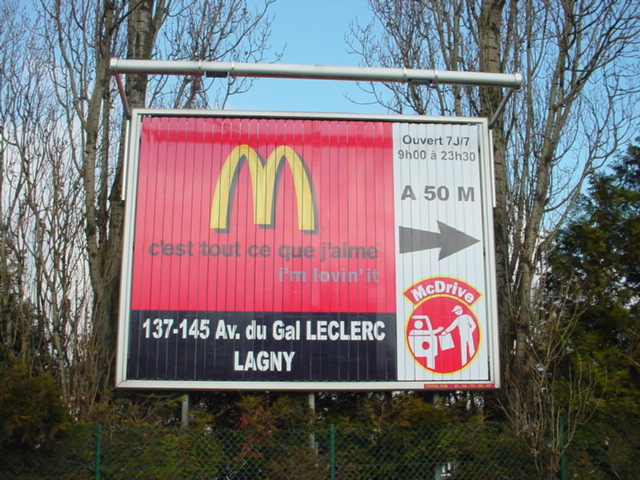 M
c'est tout ce que j'aime
i'm lovin' it
137-145 Av. du Gal LECLERC
LAGNY
Ouvert 7J/7
9h00 à 23h30
A 50 M
McDrive